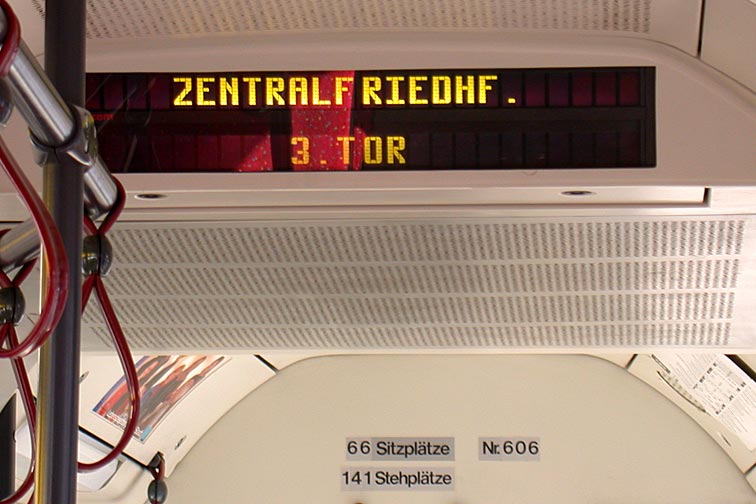 ZENTRALFRIEDHF.
3.TOR
66 Sitzplätze Nr.606
141 Stehplätze